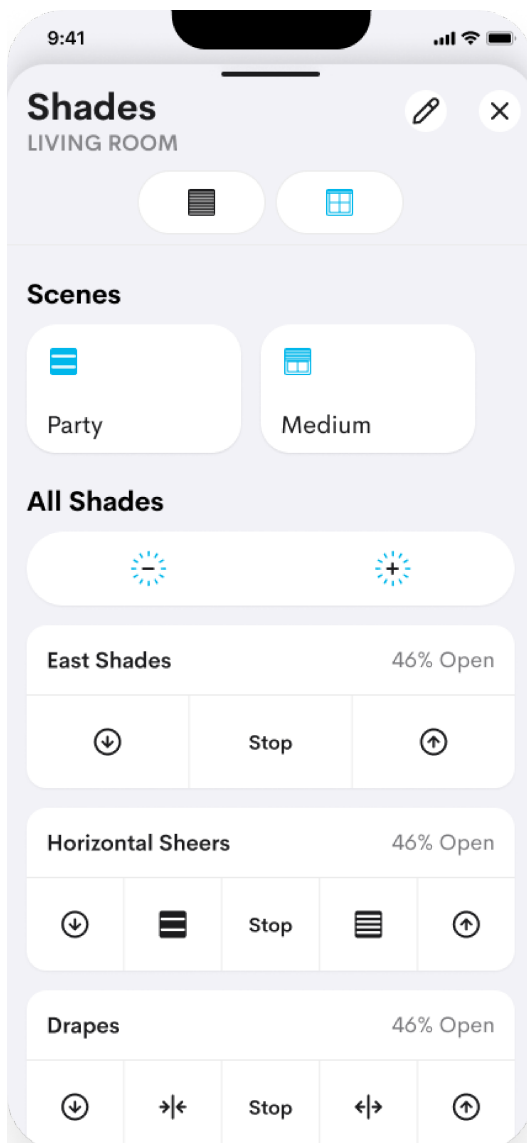 9:41
Shades
LIVING ROOM
Scenes
Party
Medium
All Shades
East Shades 46% Open
Stop
Horizontal Sheers 46% Open
Stop
Drapes 46% Open
Stop